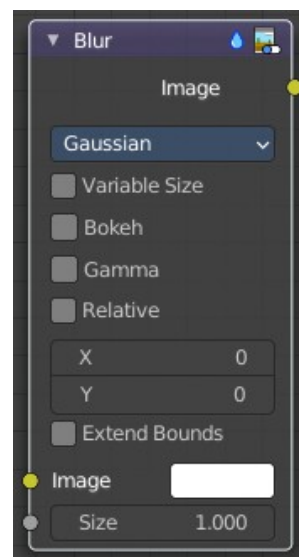 Blur
Image
Gaussian
Variable Size
Bokeh
Gamma
Relative
X 0
Y 0
Extend Bounds
Image
Size 1.000